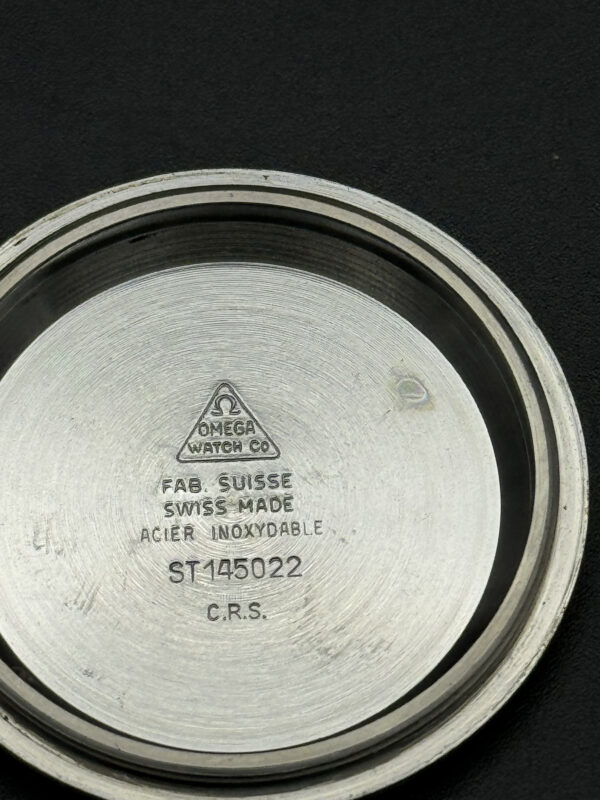 Ω
OMEGA
WATCH CO
FAB. SUISSE
SWISS MADE
ACIER INOXYDABLE
ST145022
C.R.S.